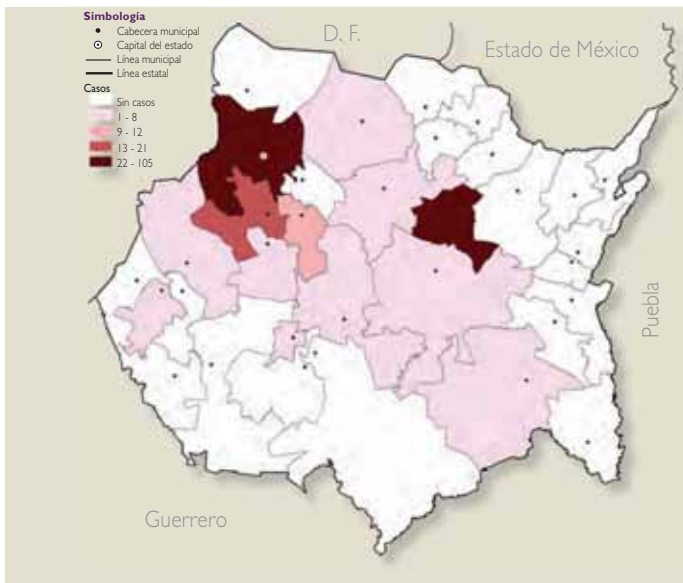 Simbología
Cabecera municipal
Capital del estado
Línea municipal
Línea estatal
Casos
Sin casos
1 - 8
9 - 12
13 - 21
22 - 105
D. F.
Estado de México
Puebla
Guerrero